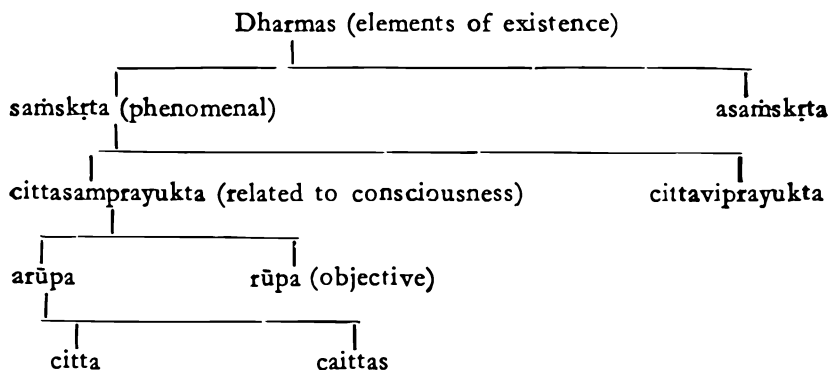 Dharmas (elements of existence)
saṁskṛta (phenomenal) asaṁskṛta
cittasamprayukta (related to consciousness) cittaviprayukta
arūpa rūpa (objective)
citta caittas